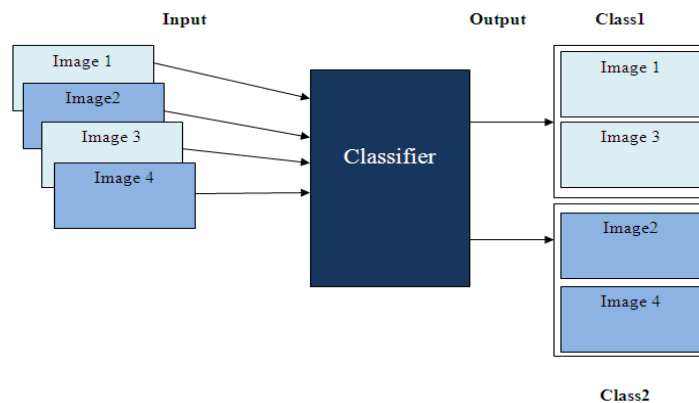 Input
Output
Class1
Image 1
Image2
Image 3
Image 4
Classifier
Image 1
Image 3
Image2
Image 4
Class2